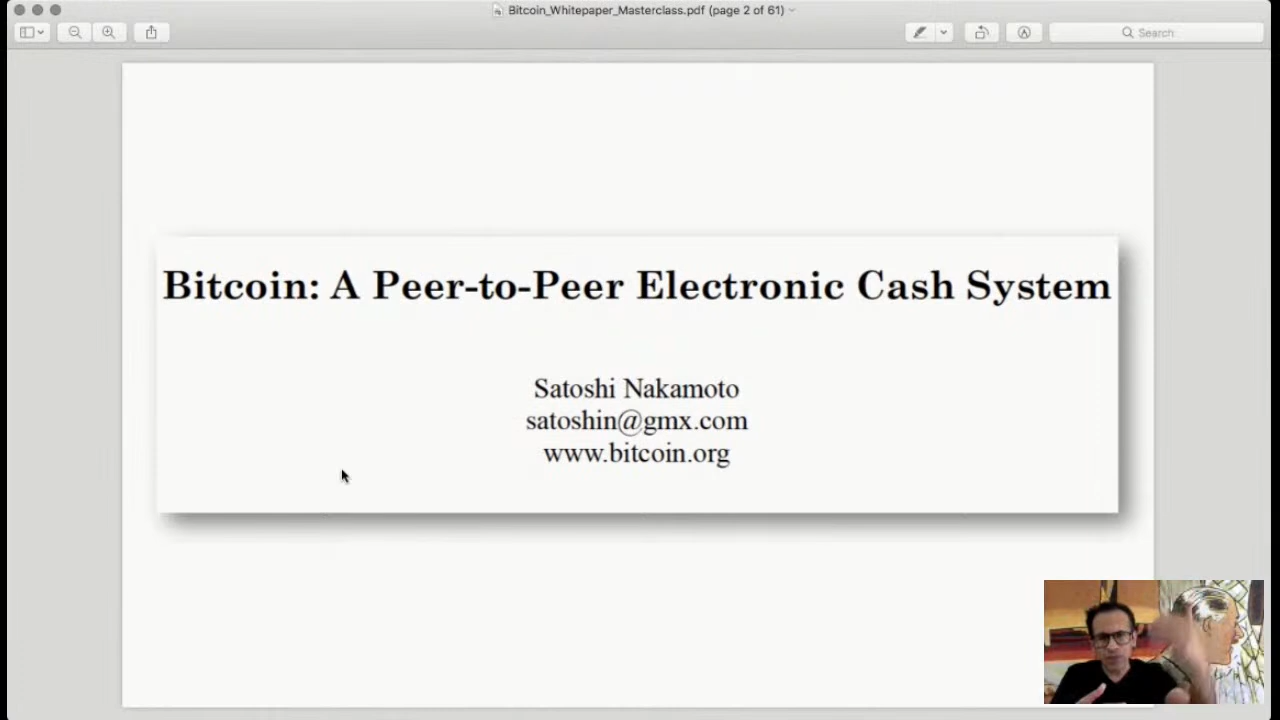 Bitcoin_Whitepaper_Masterclass.pdf (page 2 of 61)
Search
Bitcoin: A Peer-to-Peer Electronic Cash System
Satoshi Nakamoto
satoshin@gmx.com
www.bitcoin.org